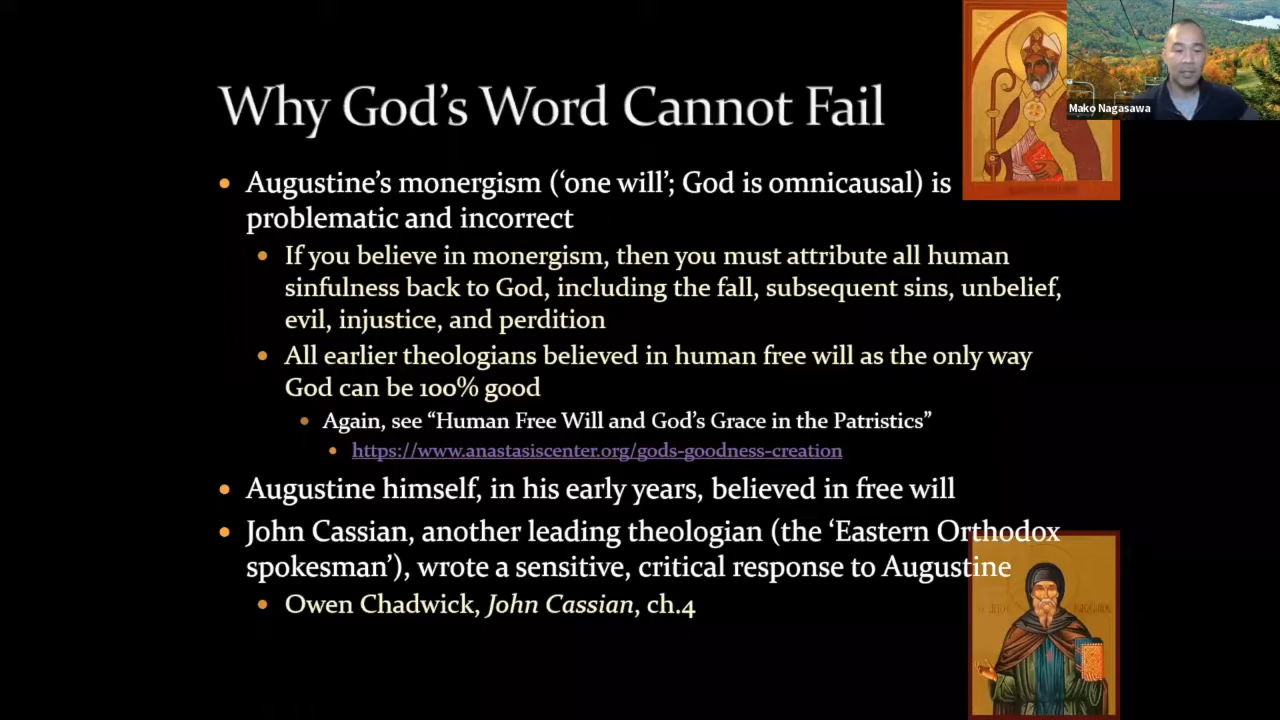 Why God's Word Cannot Fail
Mako Nagasawa
Augustine's monergism ('one will'; God is omnicausal) is
problematic and incorrect
If you believe in monergism, then you must attribute all human
sinfulness back to God, including the fall, subsequent sins, unbelief,
evil, injustice, and perdition
All earlier theologians believed in human free will as the only way
God can be 100% good
Again, see “Human Free Will and God's Grace in the Patristics”
https://www.anastasiscenter.org/gods-goodness-creation
Augustine himself, in his early years, believed in free will
John Cassian, another leading theologian (the 'Eastern Orthodox
spokesman'), wrote a sensitive, critical response to Augustine
Owen Chadwick, John Cassian, ch.4